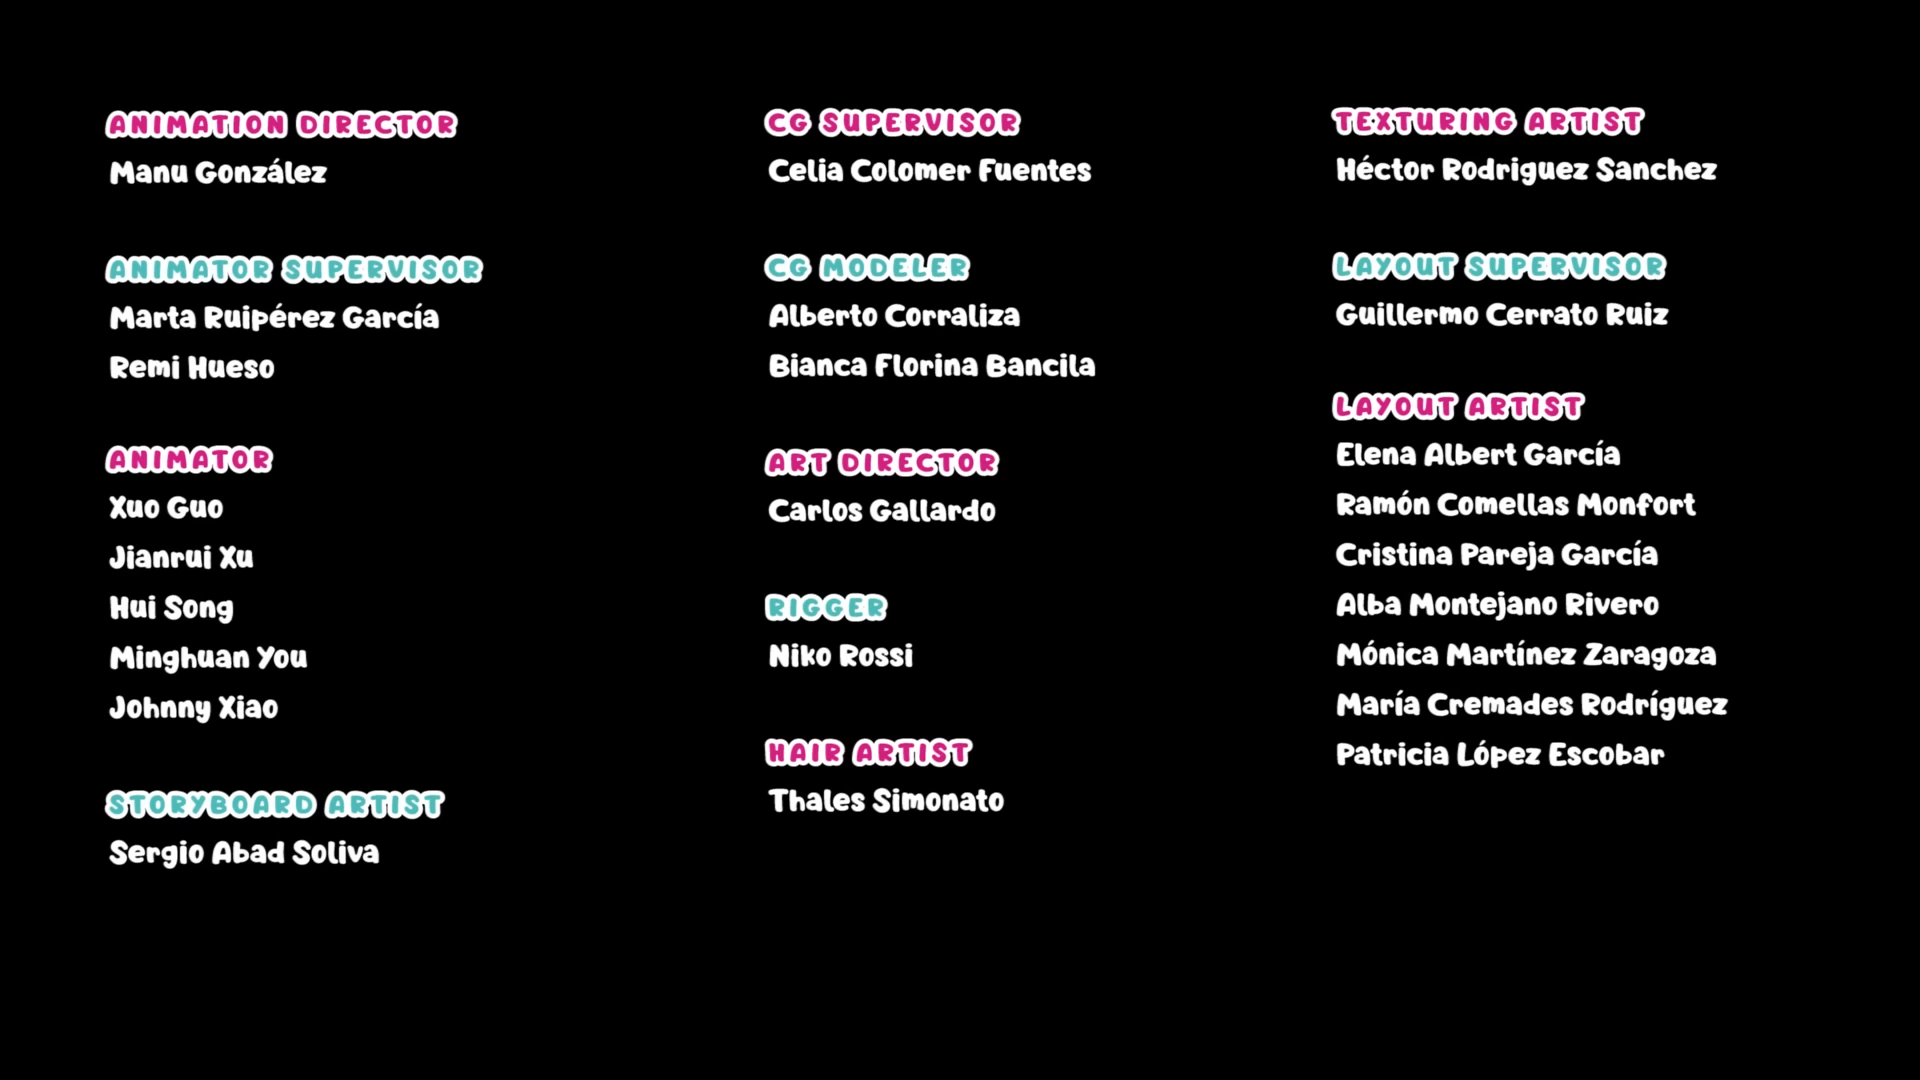 ANIMATION DIRECTOR
Manu González
ANIMATOR SUPERVISOR
Marta Ruipérez García
Remi Hueso
ANIMATOR
Xuo Guo
Jianrui Xu
Hui Song
Minghuan You
Johnny Xiao
STORYBOARD ARTIST
Sergio Abad Soliva
CG SUPERVISOR
Celia Colomer Fuentes
CG MODELER
Alberto Corraliza
Bianca Florina Bancila
ART DIRECTOR
Carlos Gallardo
RIGGER
Niko Rossi
HAIR ARTIST
Thales Simonato
TEXTURING ARTIST
Héctor Rodriguez Sanchez
LAYOUT SUPERVISOR
Guillermo Cerrato Ruiz
LAYOUT ARTIST
Elena Albert García
Ramón Comellas Monfort
Cristina Pareja García
Alba Montejano Rivero
Mónica Martínez Zaragoza
María Cremades Rodríguez
Patricia López Escobar